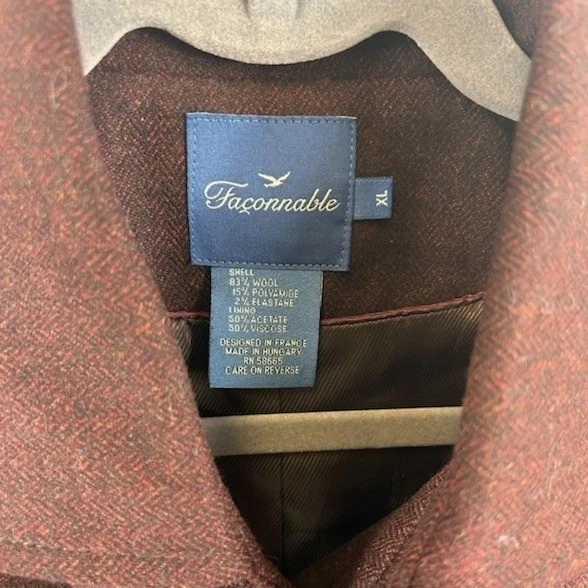 Façonnable
XL
SHELL
83% WOOL
15% POLYAMIDE
2% ELASTANE
LINING
50% ACETATE
50% VISCOSE
DESIGNED IN FRANCE
MADE IN HUNGARY
RN 58665
CARE ON REVERSE